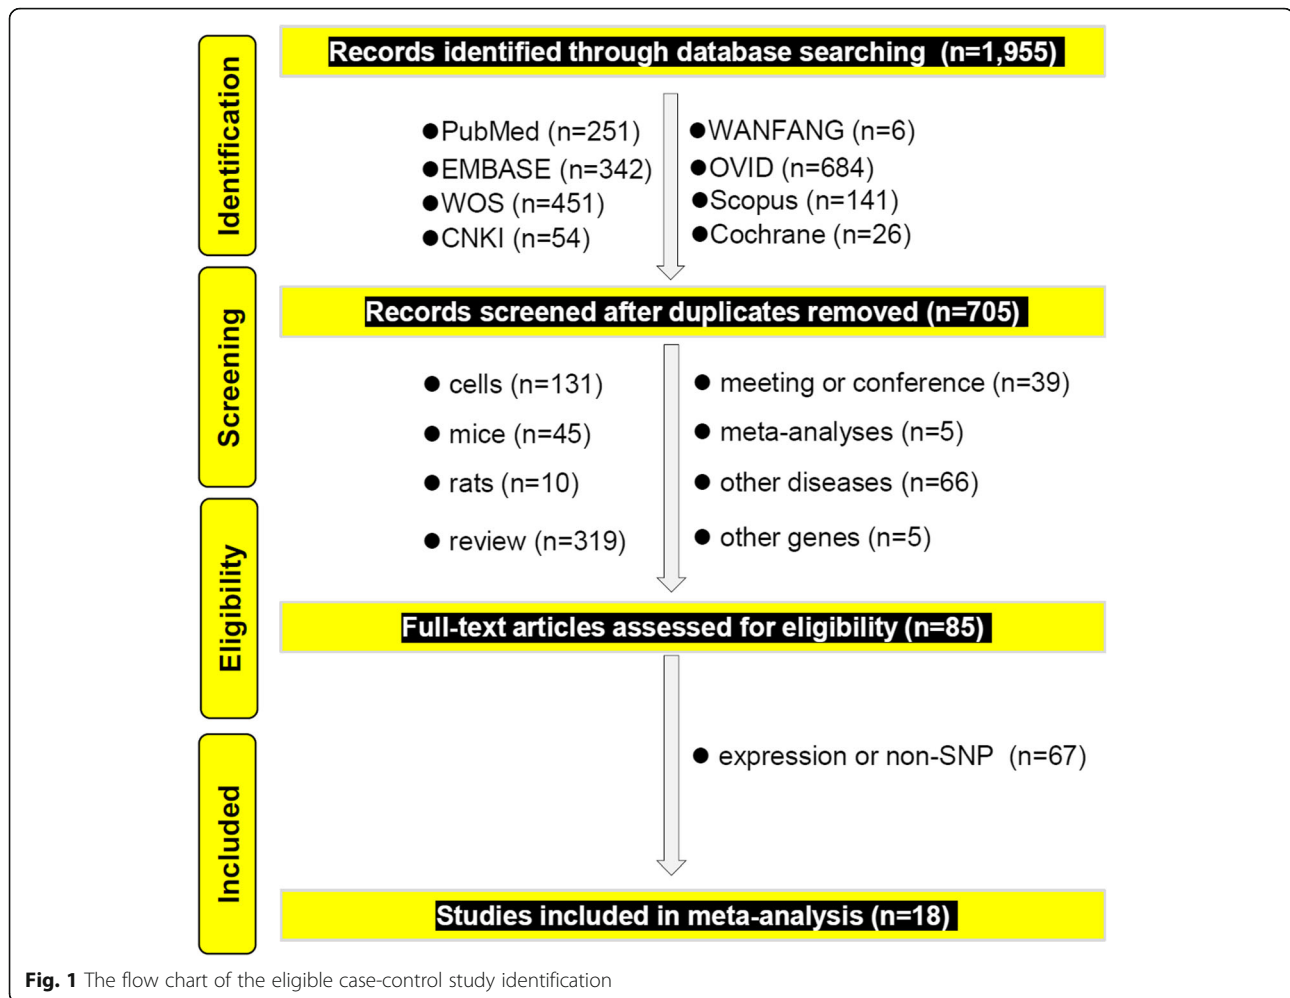 Records identified through database searching (n=1,955)
Identification
●PubMed (n=251)
●EMBASE (n=342)
●WOS (n=451)
●CNKI (n=54)
●WANFANG (n=6)
●OVID (n=684)
●Scopus (n=141)
●Cochrane (n=26)
Records screened after duplicates removed (n=705)
Screening
● cells (n=131)
● mice (n=45)
● rats (n=10)
● review (n=319)
● meeting or conference (n=39)
● meta-analyses (n=5)
● other diseases (n=66)
● other genes (n=5)
Eligibility
Full-text articles assessed for eligibility (n=85)
● expression or non-SNP (n=67)
Included
Studies included in meta-analysis (n=18)
Fig. 1 The flow chart of the eligible case-control study identification